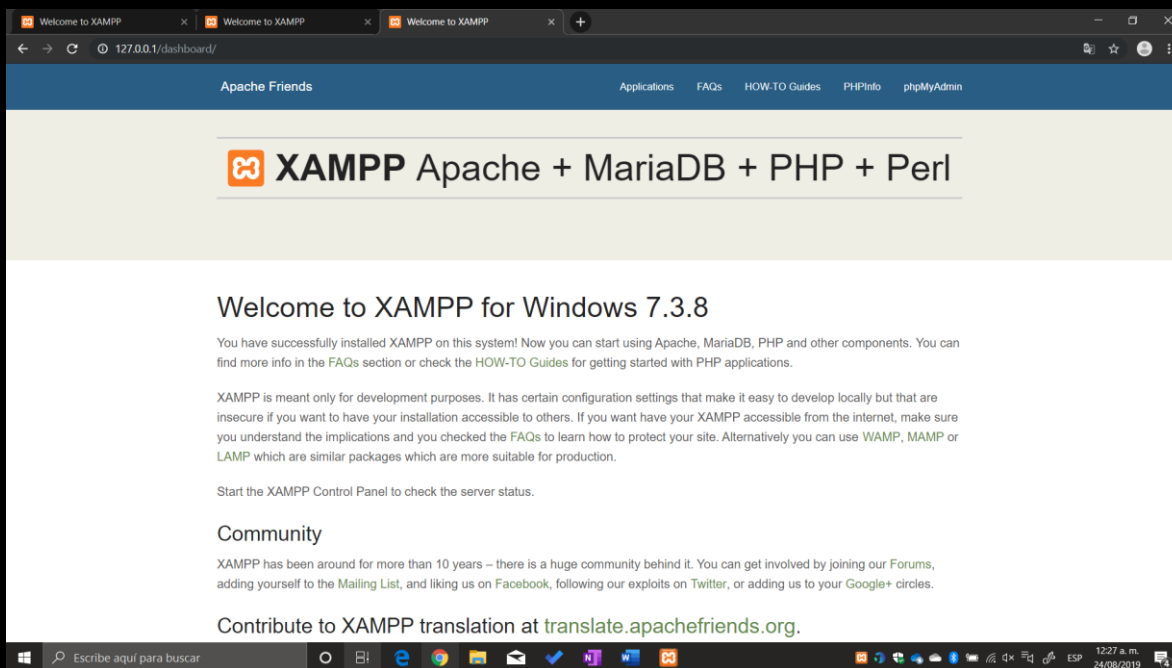 Welcome to XAMPP Welcome to XAMPP Welcome to XAMPP
127.0.0.1/dashboard/
Apache Friends Applications FAQs HOW-TO Guides PHPInfo phpMyAdmin
XAMPP Apache + MariaDB + PHP + Perl
Welcome to XAMPP for Windows 7.3.8
You have successfully installed XAMPP on this system! Now you can start using Apache, MariaDB, PHP and other components. You can
find more info in the FAQs section or check the HOW-TO Guides for getting started with PHP applications.
XAMPP is meant only for development purposes. It has certain configuration settings that make it easy to develop locally but that are
insecure if you want to have your installation accessible to others. If you want have your XAMPP accessible from the internet, make sure
you understand the implications and you checked the FAQs to learn how to protect your site. Alternatively you can use WAMP, MAMP or
LAMP which are similar packages which are more suitable for production.
Start the XAMPP Control Panel to check the server status.
Community
XAMPP has been around for more than 10 years – there is a huge community behind it. You can get involved by joining our Forums,
adding yourself to the Mailing List, and liking us on Facebook, following our exploits on Twitter, or adding us to your Google+ circles.
Contribute to XAMPP translation at translate.apachefriends.org.
Escribe aquí para buscar ESP 12:27 a. m.
24/08/2019